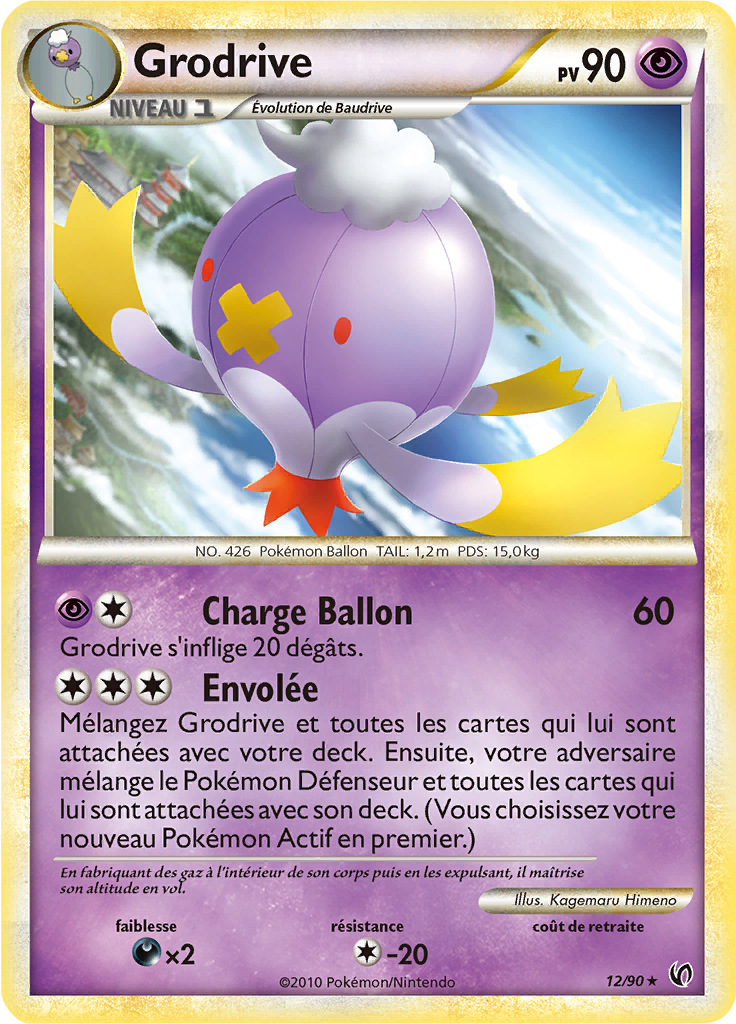 Grodrive
PV 90
NIVEAU 1
Évolution de Baudrive
NO. 426 Pokémon Ballon TAIL: 1,2 m PDS: 15,0 kg
Charge Ballon 60
Grodrive s'inflige 20 dégâts.
Envolée
Mélangez Grodrive et toutes les cartes qui lui sont
attachées avec votre deck. Ensuite, votre adversaire
mélange le Pokémon Défenseur et toutes les cartes qui
lui sont attachées avec son deck. (Vous choisissez votre
nouveau Pokémon Actif en premier.)
En fabriquant des gaz à l'intérieur de son corps puis en les expulsant, il maîtrise
son altitude en vol.
Illus. Kagemaru Himeno
faiblesse résistance coût de retraite
×2 -20
©2010 Pokémon/Nintendo
12/90 ★